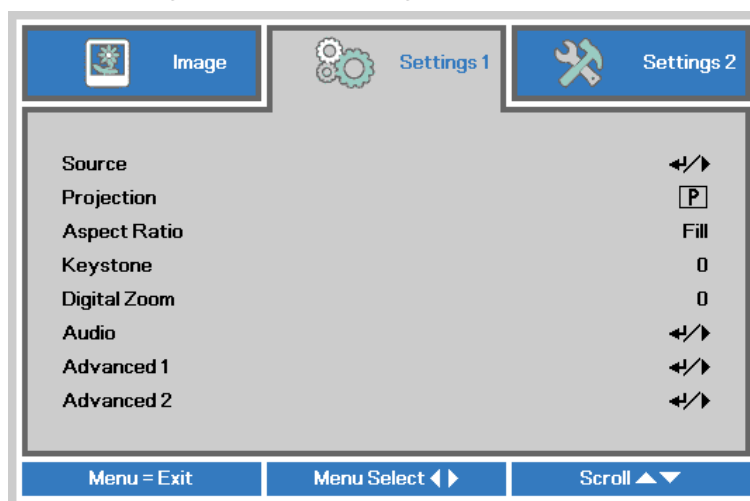 Image
Settings 1
Settings 2
Source ↵/▶
Projection P
Aspect Ratio Fill
Keystone 0
Digital Zoom 0
Audio ↵/▶
Advanced 1 ↵/▶
Advanced 2 ↵/▶
Menu = Exit
Menu Select ◀ ▶
Scroll ▲▼